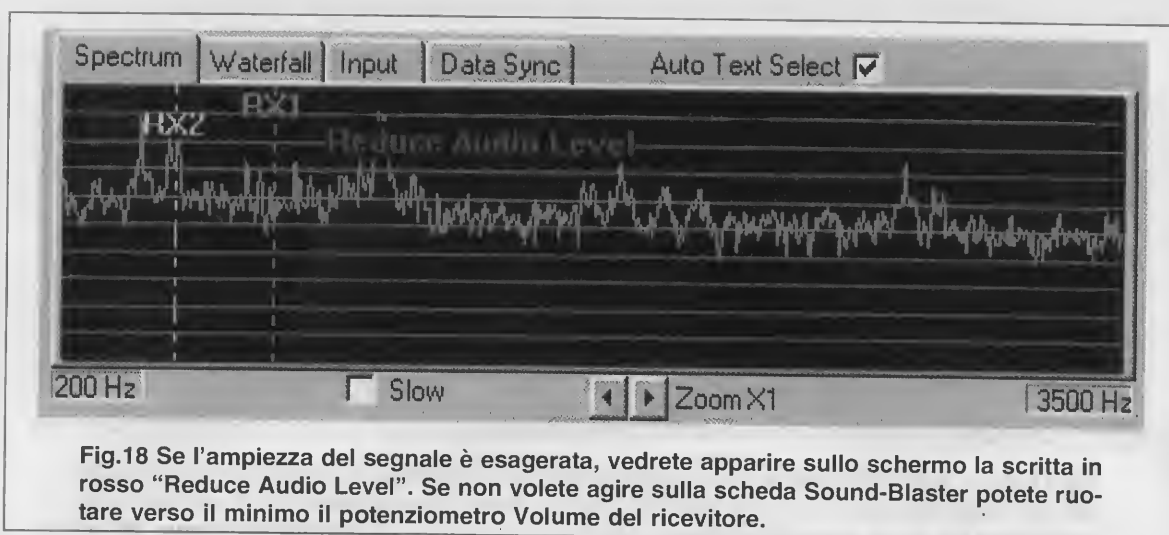 Spectrum Waterfall Input Data Sync Auto Text Select
RX1
RX2
Reduce Audio Level
200 Hz Slow Zoom X1 3500 Hz
Fig.18 Se l'ampiezza del segnale è esagerata, vedrete apparire sullo schermo la scritta in
rosso “Reduce Audio Level”. Se non volete agire sulla scheda Sound-Blaster potete ruo-
tare verso il minimo il potenziometro Volume del ricevitore.